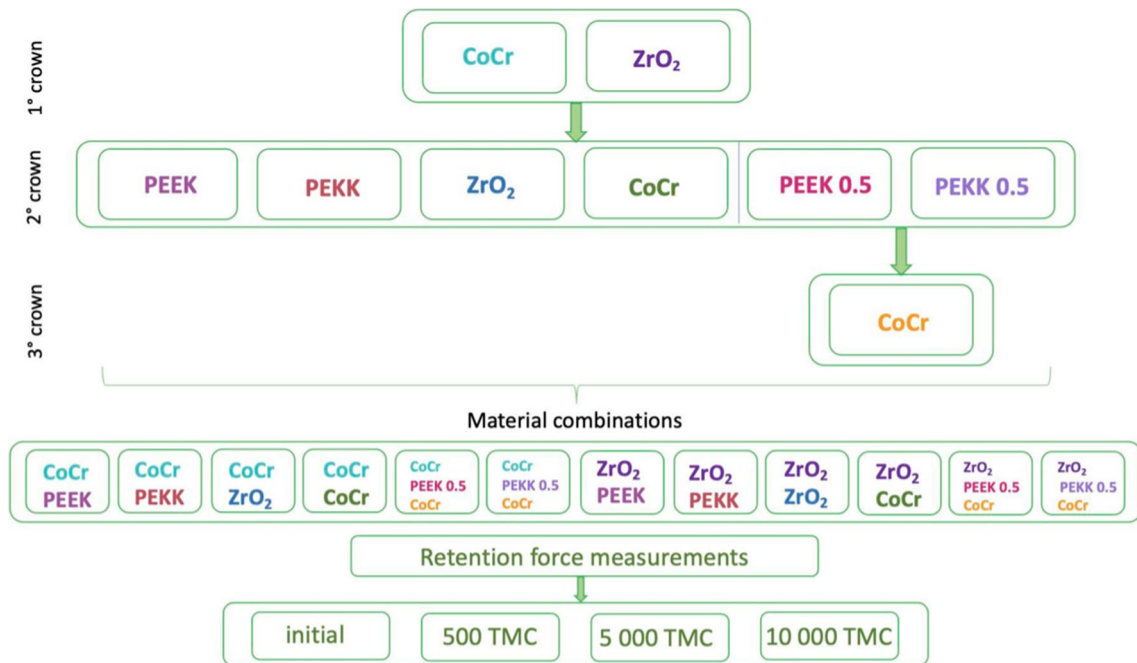 1° crown
CoCr
ZrO₂
2° crown
PEEK
PEKK
ZrO₂
CoCr
PEEK 0.5
PEKK 0.5
3° crown
CoCr
Material combinations
CoCr
PEEK
CoCr
PEKK
CoCr
ZrO₂
CoCr
CoCr
CoCr
PEEK 0.5
CoCr
CoCr
PEKK 0.5
CoCr
ZrO₂
PEEK
ZrO₂
PEKK
ZrO₂
ZrO₂
ZrO₂
CoCr
ZrO₂
PEEK 0.5
CoCr
ZrO₂
PEKK 0.5
CoCr
Retention force measurements
initial
500 TMC
5 000 TMC
10 000 TMC